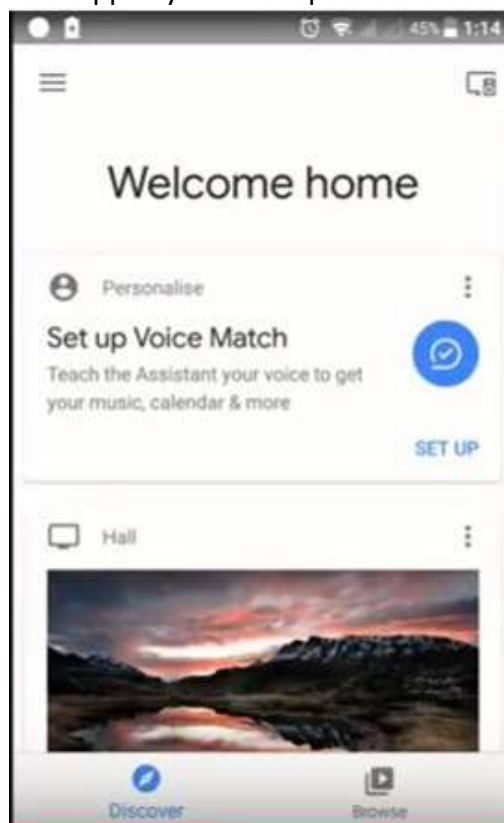 45% 1:14
Welcome home
Personalise
Set up Voice Match
Teach the Assistant your voice to get
your music, calendar & more
SET UP
Hall
Discover
Browse